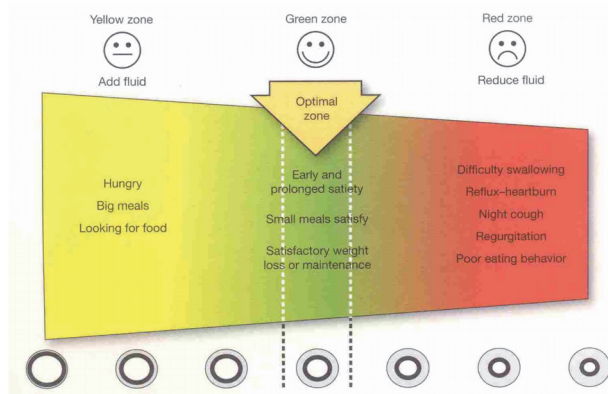 Yellow zone
Green zone
Red zone
Add fluid
Reduce fluid
Optimal
zone
Hungry
Big meals
Looking for food
Early and
prolonged satiety
Small meals satisfy
Satisfactory weight
loss or maintenance
Difficulty swallowing
Reflux–heartburn
Night cough
Regurgitation
Poor eating behavior